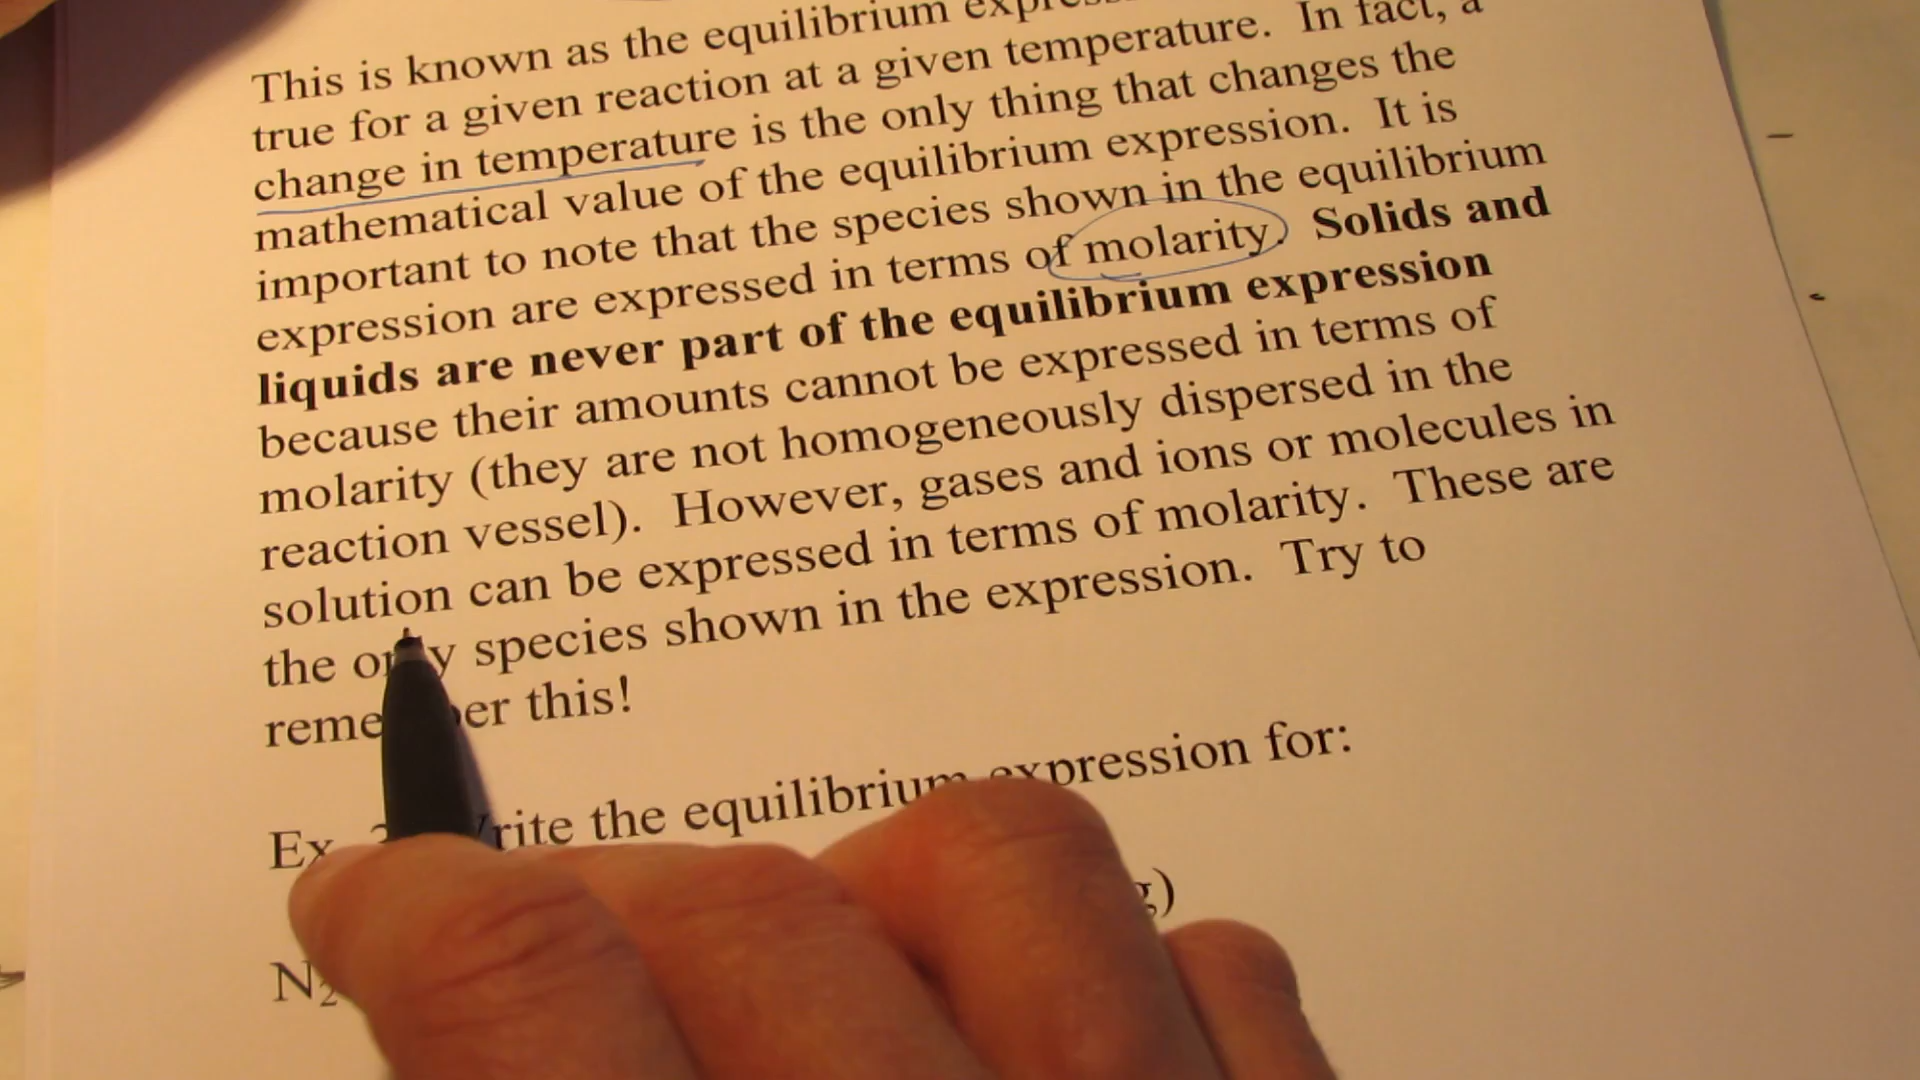 This is known as the equilibrium
true for a given reaction at a given temperature. In fact, a
change in temperature is the only thing that changes the
mathematical value of the equilibrium expression. It is
important to note that the species shown in the equilibrium
expression are expressed in terms of molarity. Solids and
liquids are never part of the equilibrium expression
because their amounts cannot be expressed in terms of
molarity (they are not homogeneously dispersed in the
reaction vessel). However, gases and ions or molecules in
solution can be expressed in terms of molarity. These are
the only species shown in the expression. Try to
remember this!
Ex. Write the equilibrium expression for:
g)
N₂